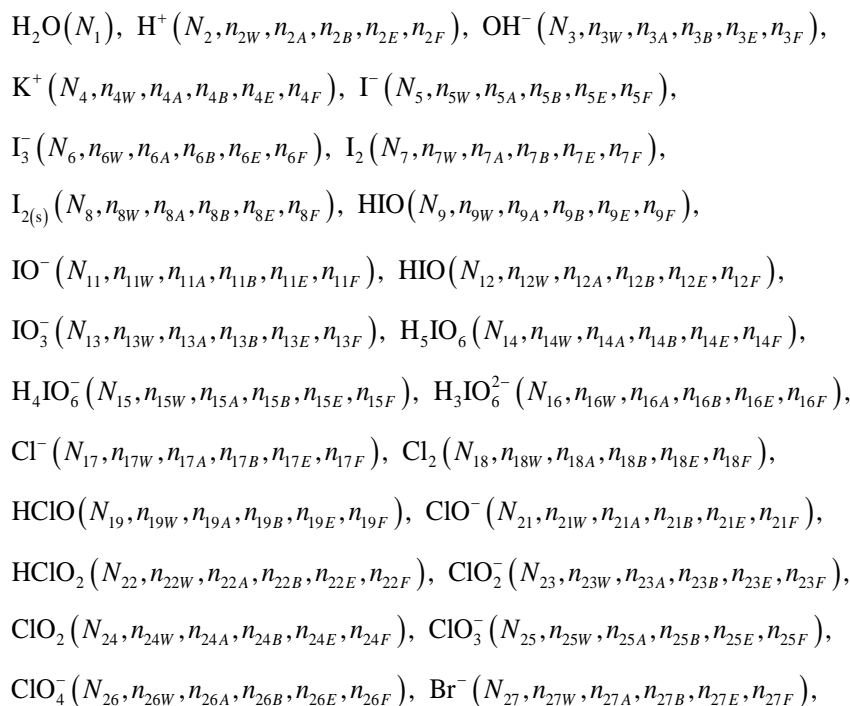 H₂O(N₁), H⁺(N₂, n₂W, n₂A, n₂B, n₂E, n₂F), OH⁻(N₃, n₃W, n₃A, n₃B, n₃E, n₃F),
K⁺(N₄, n₄W, n₄A, n₄B, n₄E, n₄F), I⁻(N₅, n₅W, n₅A, n₅B, n₅E, n₅F),
I₃⁻(N₆, n₆W, n₆A, n₆B, n₆E, n₆F), I₂(N₇, n₇W, n₇A, n₇B, n₇E, n₇F),
I₂(s)(N₈, n₈W, n₈A, n₈B, n₈E, n₈F), HIO(N₉, n₉W, n₉A, n₉B, n₉E, n₉F),
IO⁻(N₁₁, n₁₁W, n₁₁A, n₁₁B, n₁₁E, n₁₁F), HIO(N₁₂, n₁₂W, n₁₂A, n₁₂B, n₁₂E, n₁₂F),
IO₃⁻(N₁₃, n₁₃W, n₁₃A, n₁₃B, n₁₃E, n₁₃F), H₅IO₆(N₁₄, n₁₄W, n₁₄A, n₁₄B, n₁₄E, n₁₄F),
H₄IO₆⁻(N₁₅, n₁₅W, n₁₅A, n₁₅B, n₁₅E, n₁₅F), H₃IO₆²⁻(N₁₆, n₁₆W, n₁₆A, n₁₆B, n₁₆E, n₁₆F),
Cl⁻(N₁₇, n₁₇W, n₁₇A, n₁₇B, n₁₇E, n₁₇F), Cl₂(N₁₈, n₁₈W, n₁₈A, n₁₈B, n₁₈E, n₁₈F),
HClO(N₁₉, n₁₉W, n₁₉A, n₁₉B, n₁₉E, n₁₉F), ClO⁻(N₂₁, n₂₁W, n₂₁A, n₂₁B, n₂₁E, n₂₁F),
HClO₂(N₂₂, n₂₂W, n₂₂A, n₂₂B, n₂₂E, n₂₂F), ClO₂⁻(N₂₃, n₂₃W, n₂₃A, n₂₃B, n₂₃E, n₂₃F),
ClO₂(N₂₄, n₂₄W, n₂₄A, n₂₄B, n₂₄E, n₂₄F), ClO₃⁻(N₂₅, n₂₅W, n₂₅A, n₂₅B, n₂₅E, n₂₅F),
ClO₄⁻(N₂₆, n₂₆W, n₂₆A, n₂₆B, n₂₆E, n₂₆F), Br⁻(N₂₇, n₂₇W, n₂₇A, n₂₇B, n₂₇E, n₂₇F),